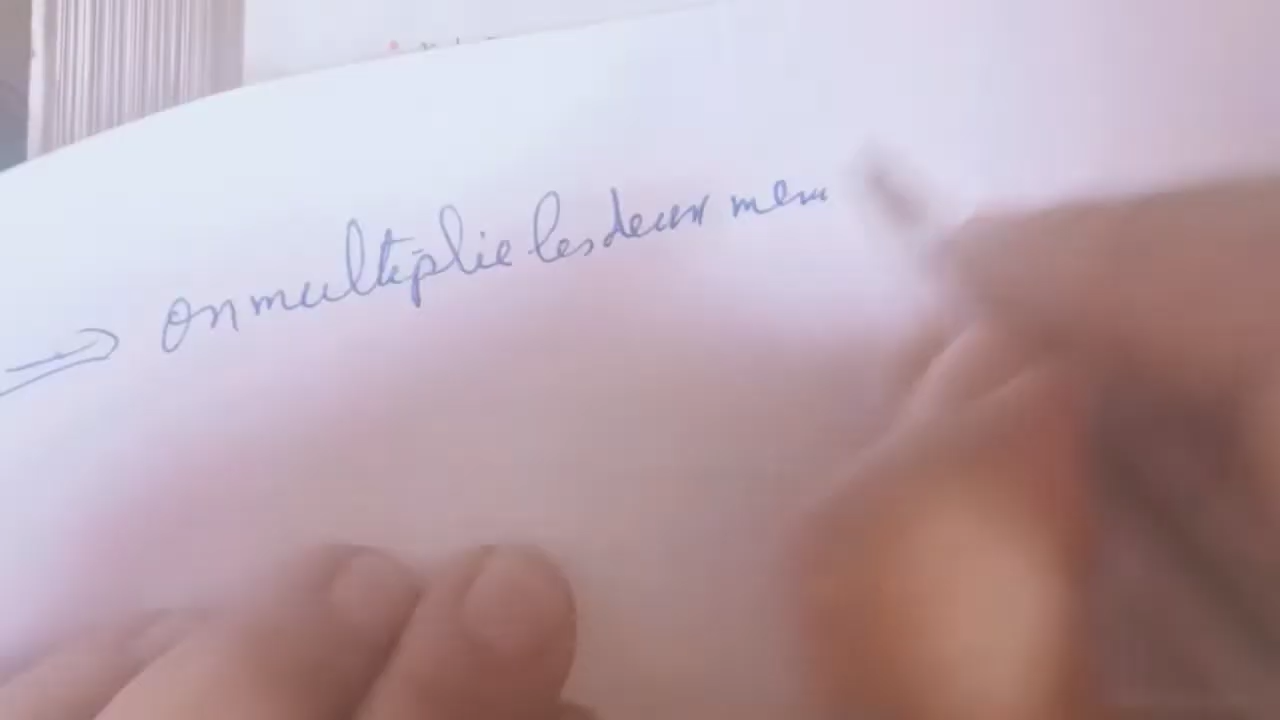 ⇒ on multiplie les deux mem